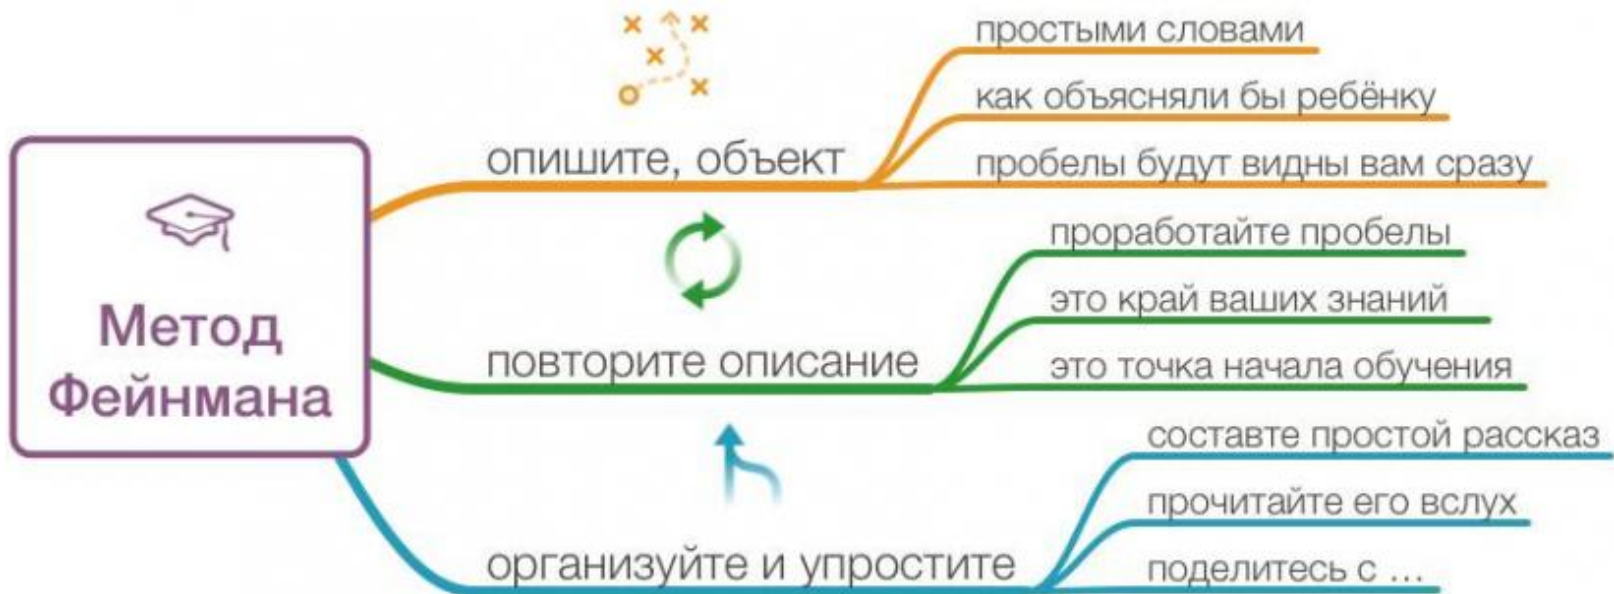 Метод
Фейнмана
опишите, объект
простыми словами
как объясняли бы ребёнку
пробелы будут видны вам сразу
повторите описание
проработайте пробелы
это край ваших знаний
это точка начала обучения
организуйте и упростите
составте простой рассказ
прочитайте его вслух
поделитесь с ...